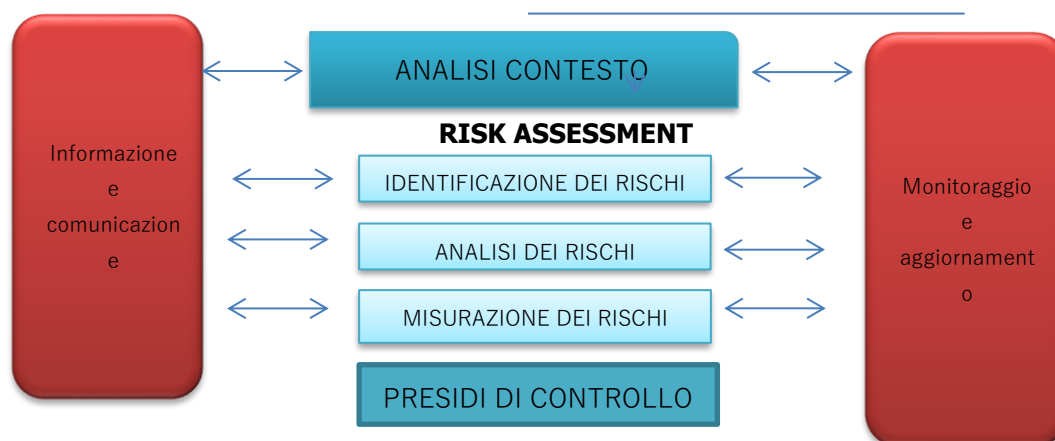 Informazione
e
comunicazion
e
ANALISI CONTESTO
RISK ASSESSMENT
IDENTIFICAZIONE DEI RISCHI
ANALISI DEI RISCHI
MISURAZIONE DEI RISCHI
PRESIDI DI CONTROLLO
Monitoraggio
e
aggiornament
o